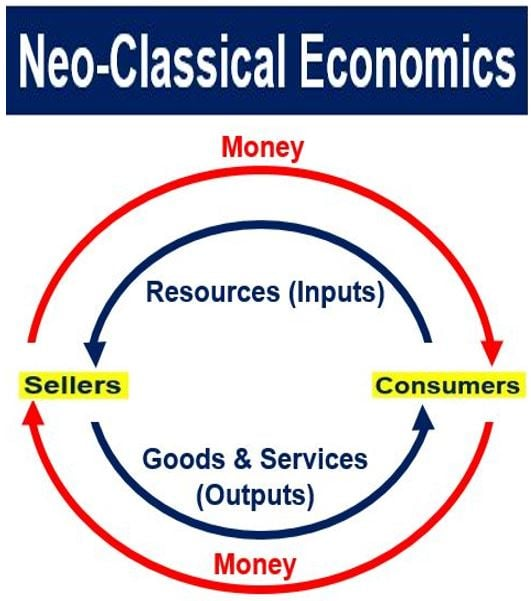 Neo-Classical Economics
Money
Resources (Inputs)
Sellers
Consumers
Goods & Services
(Outputs)
Money